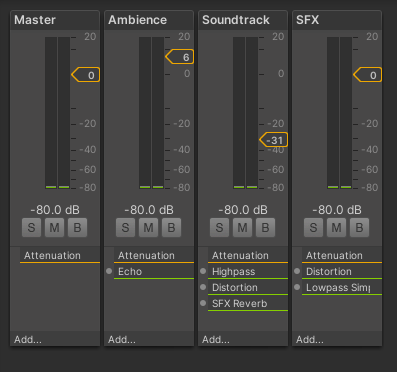 Master
20
0
0
-20
-40
-60
-80
-80.0 dB
S M B
Attenuation
Add...
Ambience
20
6
0
-20
-40
-60
-80
-80.0 dB
S M B
Attenuation
Echo
Add...
Soundtrack
20
0
-20
-31
-40
-60
-80
-80.0 dB
S M B
Attenuation
Highpass
Distortion
SFX Reverb
Add...
SFX
20
0
0
-20
-40
-60
-80
-80.0 dB
S M B
Attenuation
Distortion
Lowpass Simp
Add...